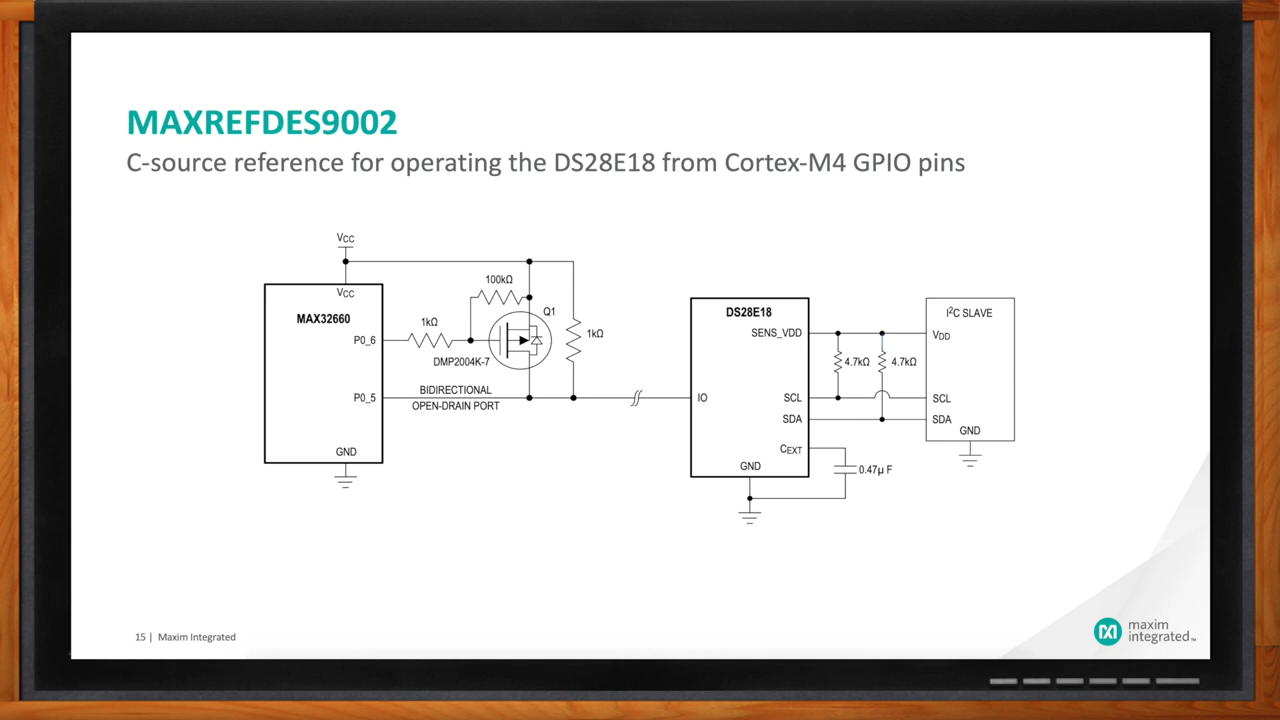 MAXREFDES9002
C-source reference for operating the DS28E18 from Cortex-M4 GPIO pins
VCC
VCC
MAX32660
P0_6
P0_5
GND
1kΩ
100kΩ
Q1
DMP2004K-7
1kΩ
BIDIRECTIONAL
OPEN-DRAIN PORT
DS28E18
SENS_VDD
IO
SCL
SDA
CEXT
GND
4.7kΩ
4.7kΩ
0.47µ F
I²C SLAVE
VDD
SCL
SDA
GND
15 | Maxim Integrated
maxim
integrated™